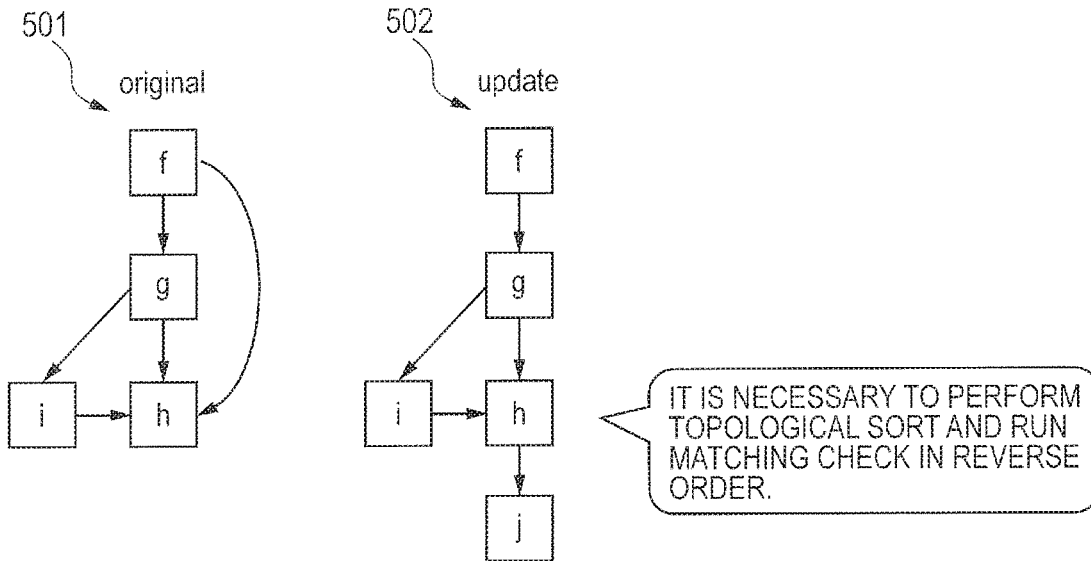 501
original
f
g
i
h
502
update
f
g
i
h
j
IT IS NECESSARY TO PERFORM
TOPOLOGICAL SORT AND RUN
MATCHING CHECK IN REVERSE
ORDER.